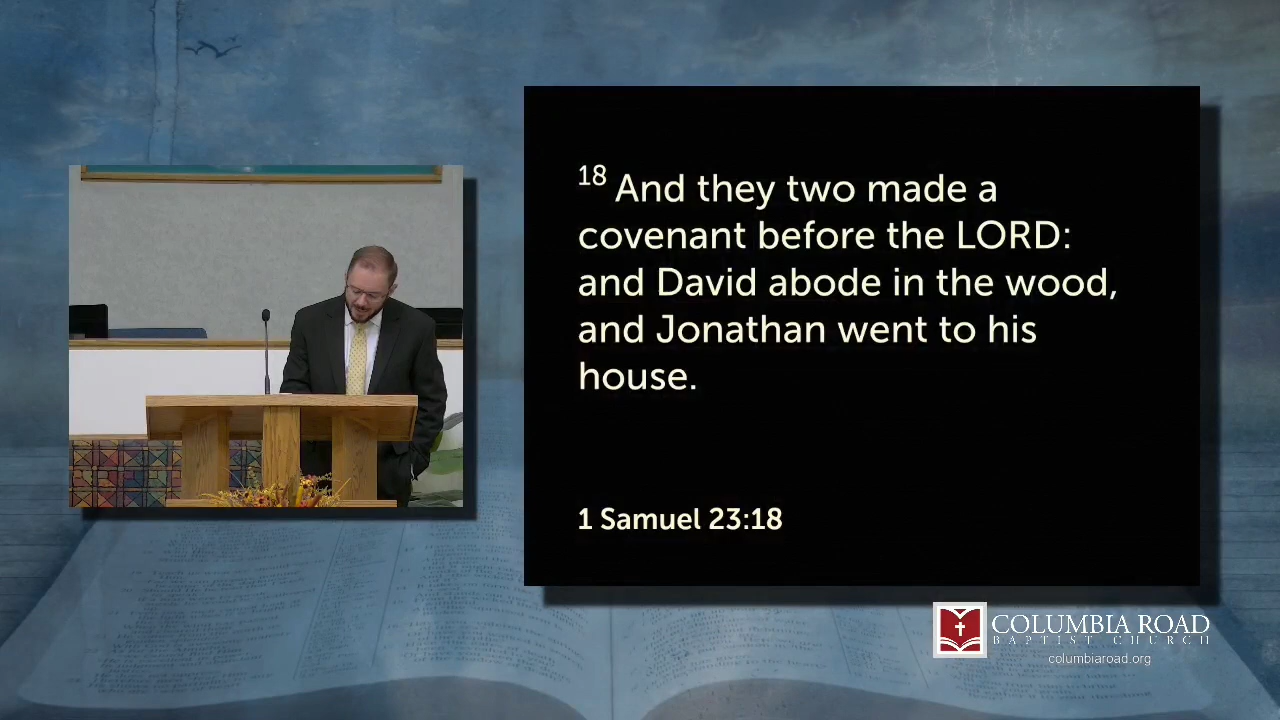 18 And they two made a
covenant before the LORD:
and David abode in the wood,
and Jonathan went to his
house.
1 Samuel 23:18
COLUMBIA ROAD
BAPTIST CHURCH
columbiaroad.org